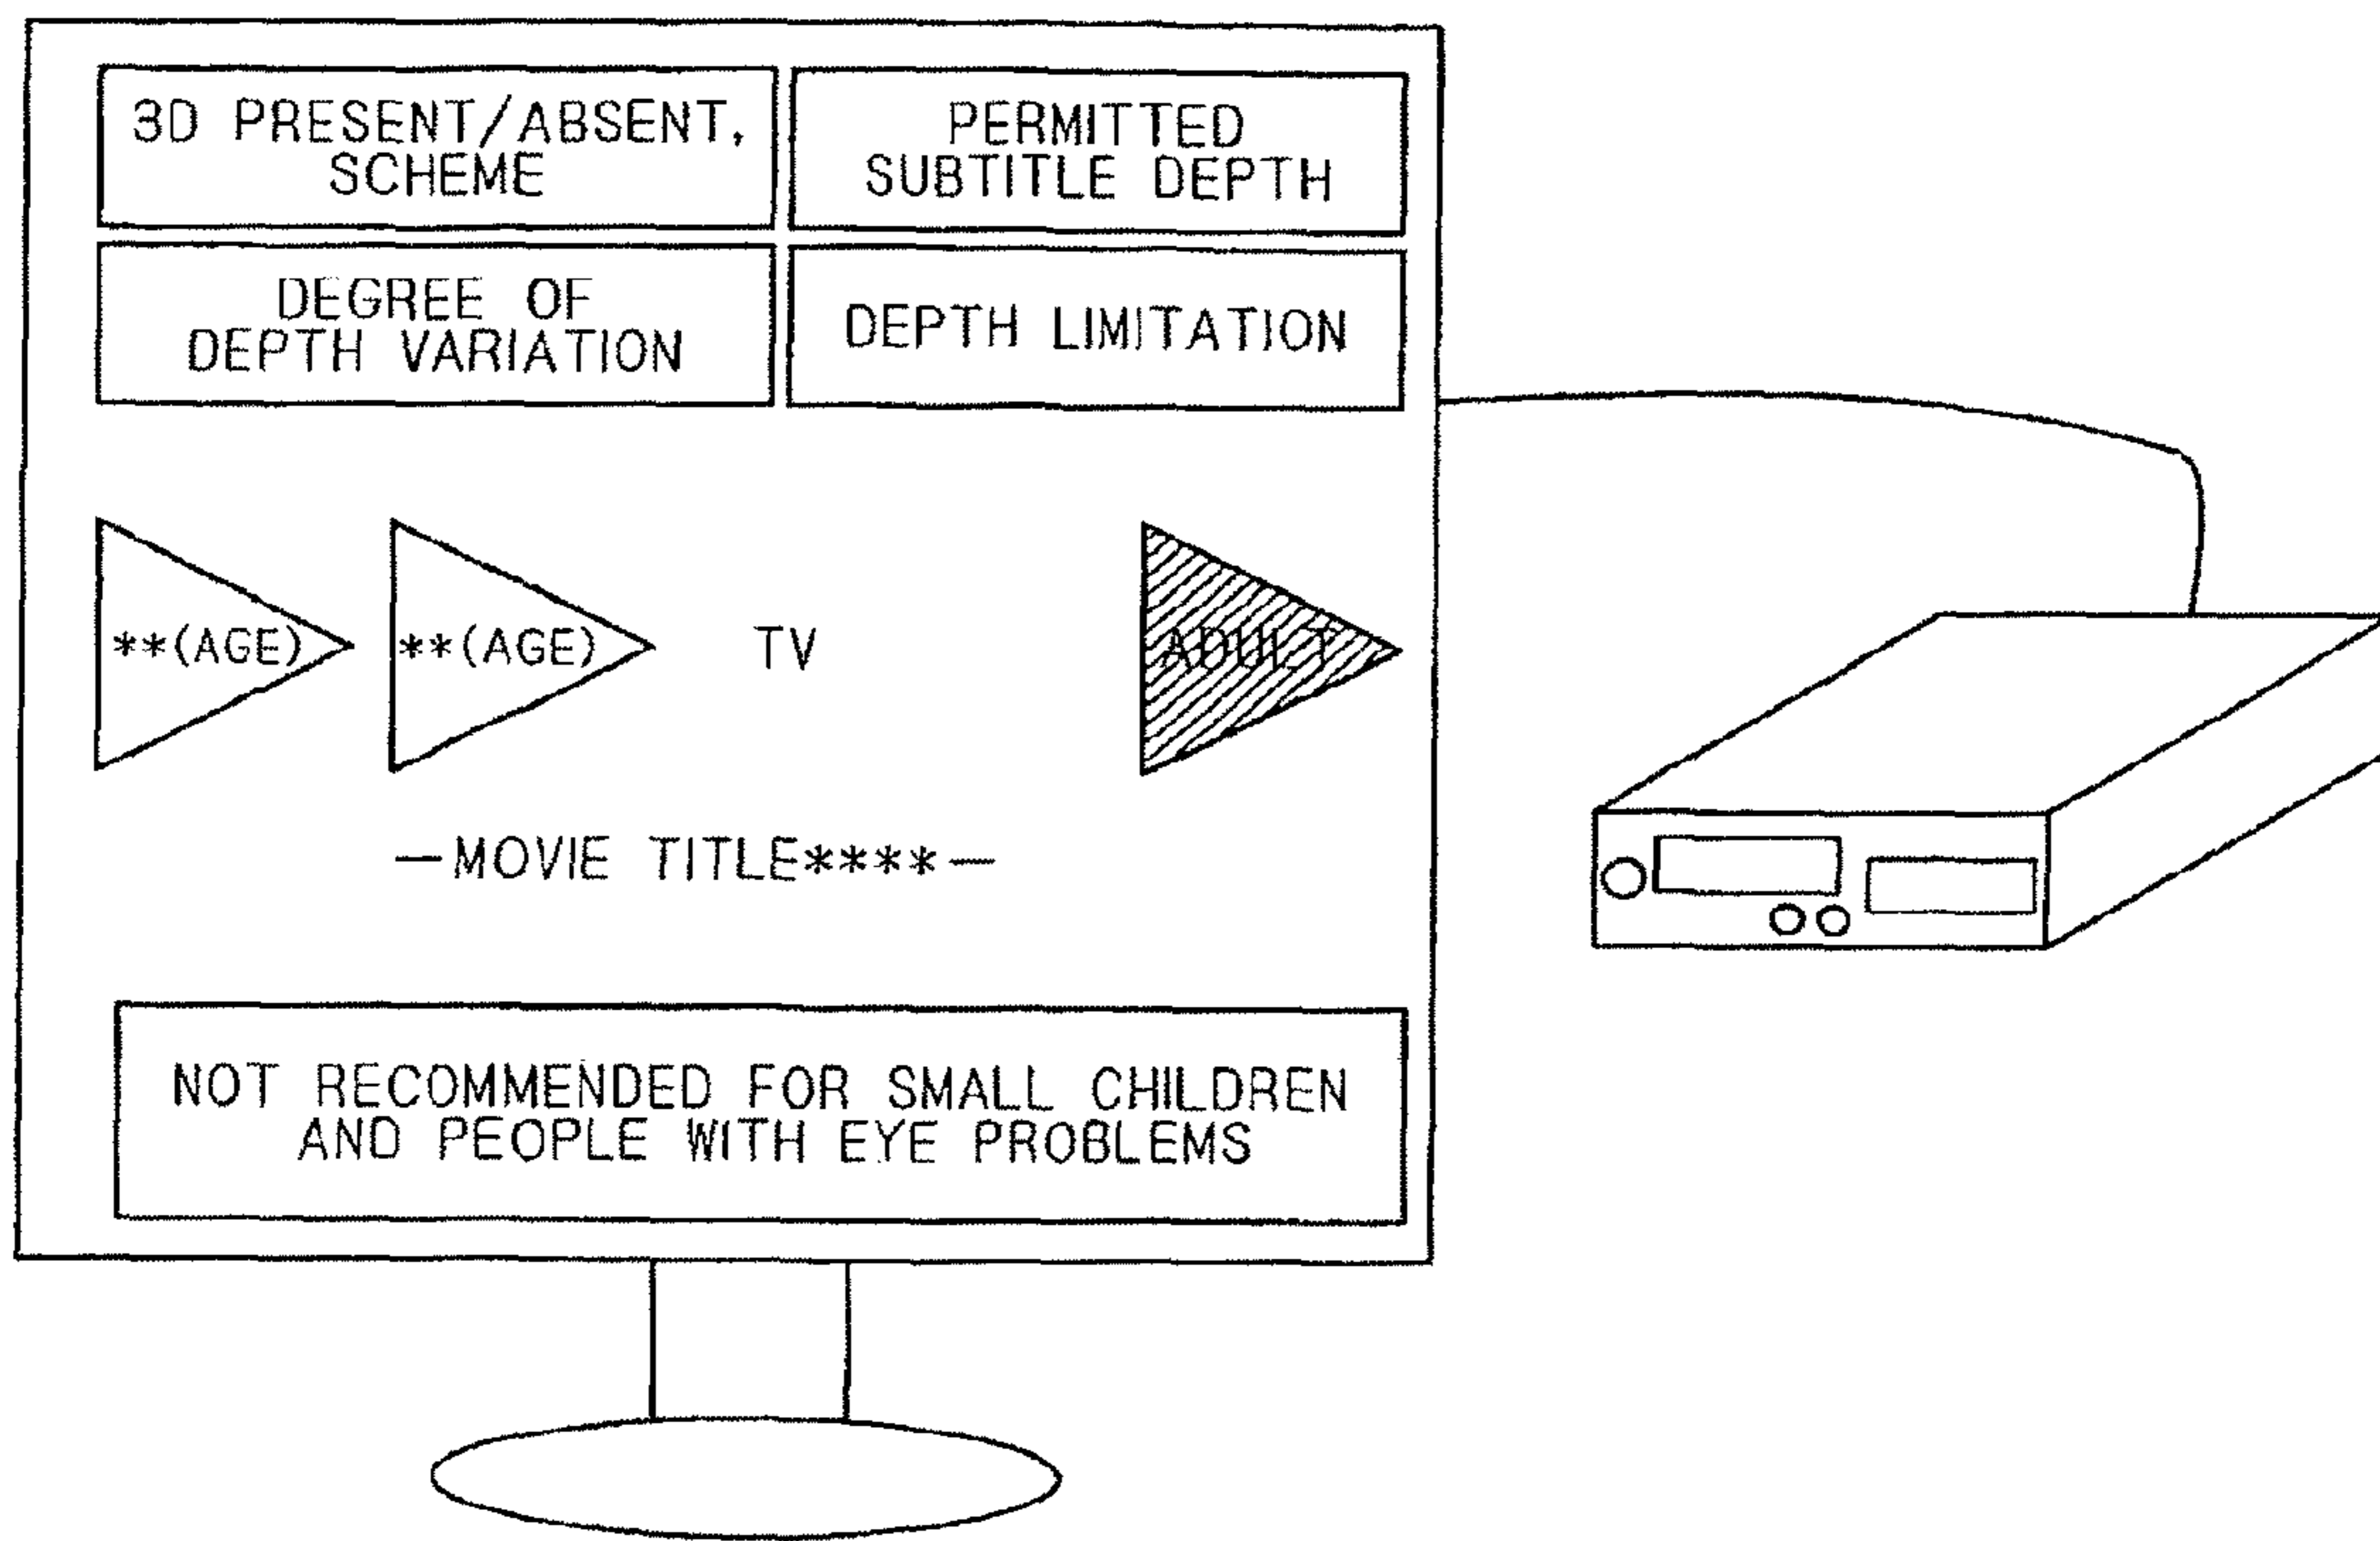 3D PRESENT/ABSENT,
SCHEME
PERMITTED
SUBTITLE DEPTH
DEGREE OF
DEPTH VARIATION
DEPTH LIMITATION
**(AGE)
**(AGE)
TV
ADULT
—MOVIE TITLE****—
NOT RECOMMENDED FOR SMALL CHILDREN
AND PEOPLE WITH EYE PROBLEMS